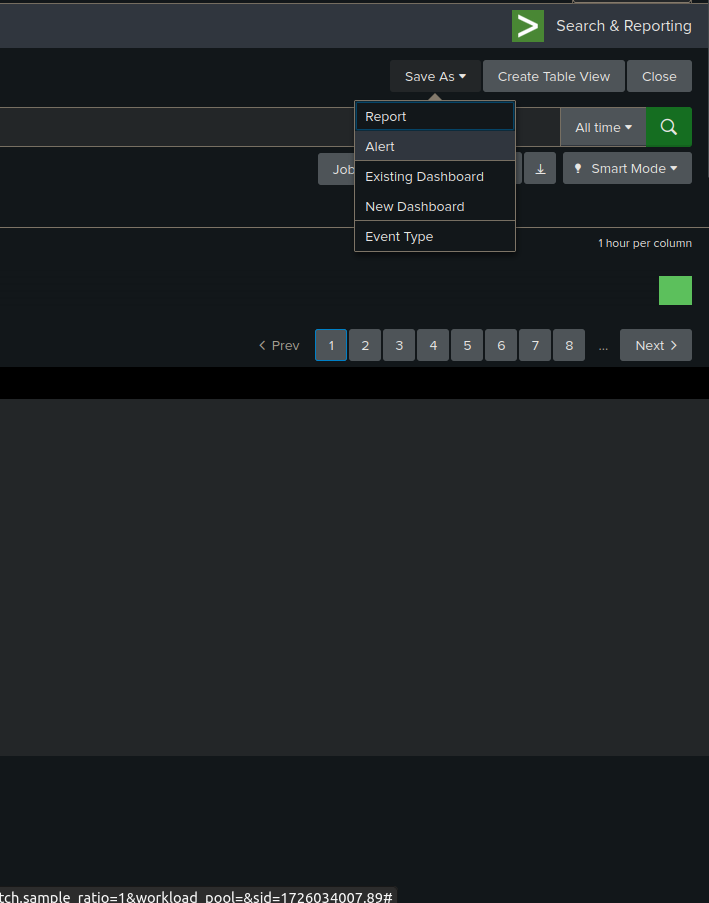 Search & Reporting
Save As
Create Table View
Close
Report
All time
Alert
Job
Existing Dashboard
Smart Mode
New Dashboard
Event Type
1 hour per column
Prev
1
2
3
4
5
6
7
8
...
Next
tch.sample_ratio=1&workload_pool=&sid=1726034007.89#